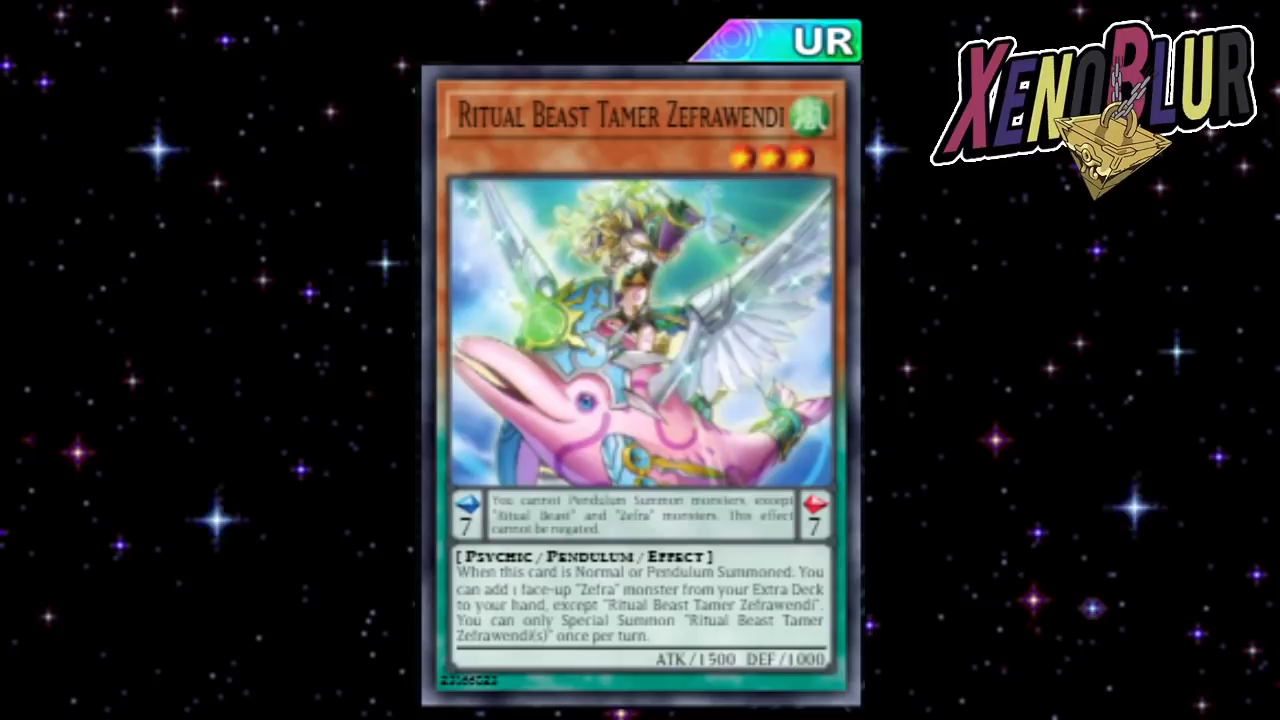 UR
XENOBLUR
RITUAL BEAST TAMER ZEFRAWENDI
風
You cannot Pendulum Summon monsters, except
"Ritual Beast" and "Zefra" monsters. This effect
cannot be negated.
7
7
[ PSYCHIC / PENDULUM / EFFECT ]
When this card is Normal or Pendulum Summoned: You
can add 1 face-up "Zefra" monster from your Extra Deck
to your hand, except "Ritual Beast Tamer Zefrawendi".
You can only Special Summon "Ritual Beast Tamer
Zefrawendi(s)" once per turn.
ATK / 1500 DEF / 1000